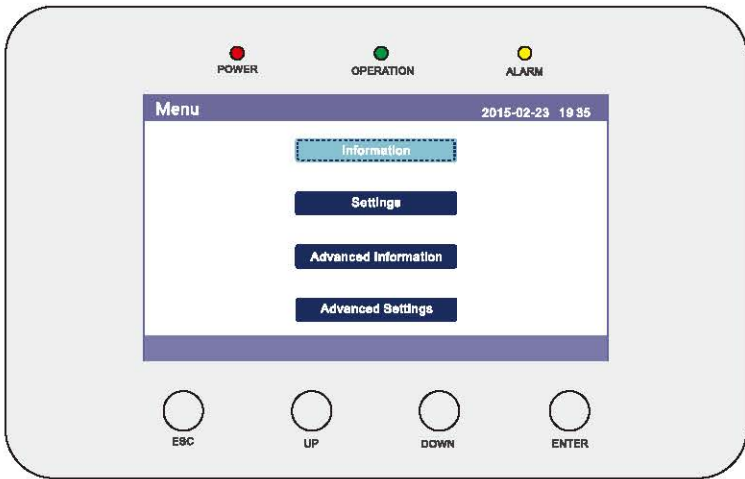 POWER OPERATION ALARM
Menu 2015-02-23 19 35
Information
Settings
Advanced Information
Advanced Settings
ESC UP DOWN ENTER